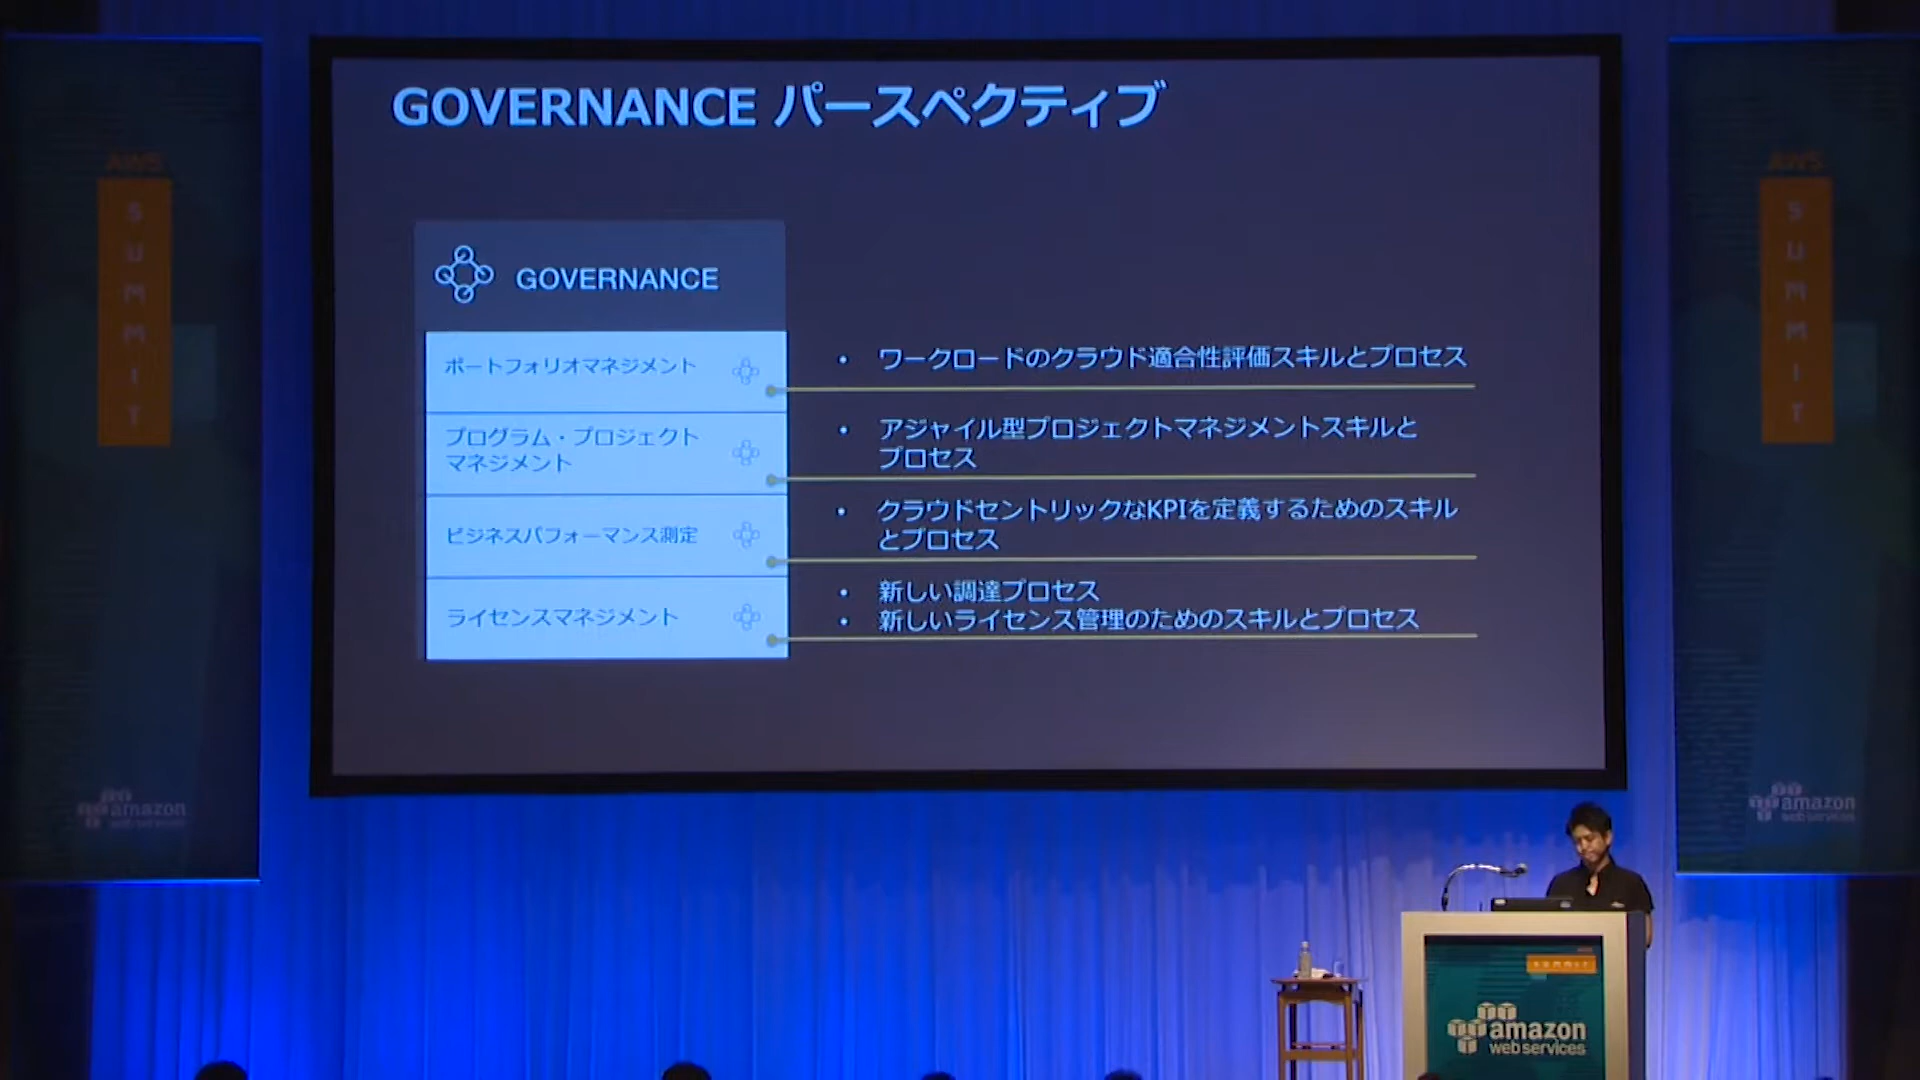 GOVERNANCE パースペクティブ
GOVERNANCE
ポートフォリオマネジメント
• ワークロードのクラウド適合性評価スキルとプロセス
プログラム・プロジェクト
マネジメント
• アジャイル型プロジェクトマネジメントスキルと
プロセス
ビジネスパフォーマンス測定
• クラウドセントリックなKPIを定義するためのスキル
とプロセス
ライセンスマネジメント
• 新しい調達プロセス
• 新しいライセンス管理のためのスキルとプロセス
AWS
SUMMIT
amazon
web services
AWS
SUMMIT
amazon
web services
SUMMIT
amazon
web services